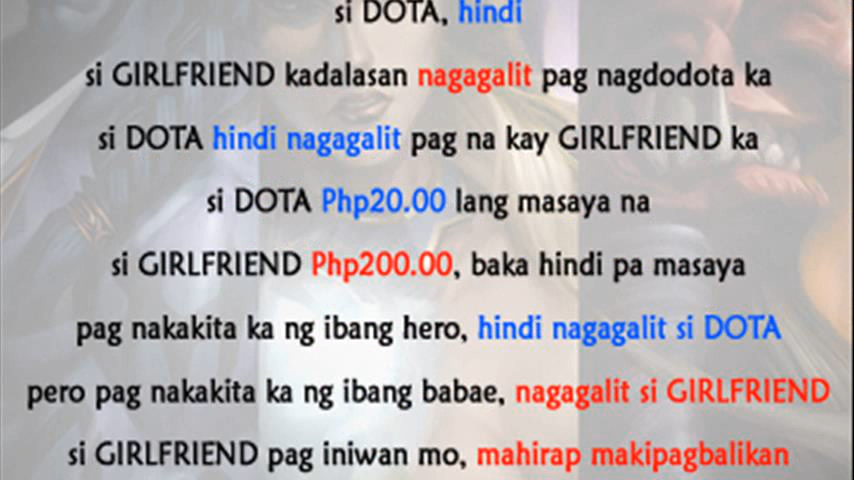 si DOTA, hindi
si GIRLFRIEND kadalasan nagagalit pag nagdodota ka
si DOTA hindi nagagalit pag na kay GIRLFRIEND ka
si DOTA Php20.00 lang masaya na
si GIRLFRIEND Php200.00, baka hindi pa masaya
pag nakakita ka ng ibang hero, hindi nagagalit si DOTA
pero pag nakakita ka ng ibang babae, nagagalit si GIRLFRIEND
si GIRLFRIEND pag iniwan mo, mahirap makipagbalikan